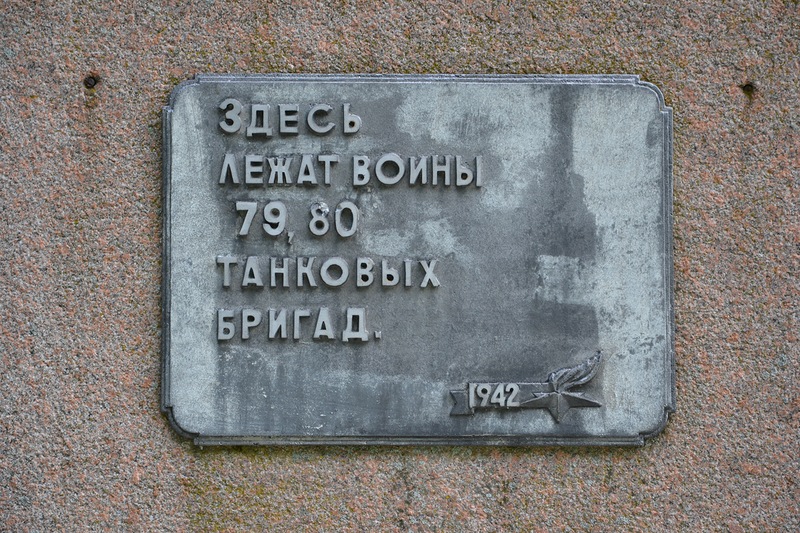 Здесь
лежат воины
79, 80
танковых
бригад.
1942